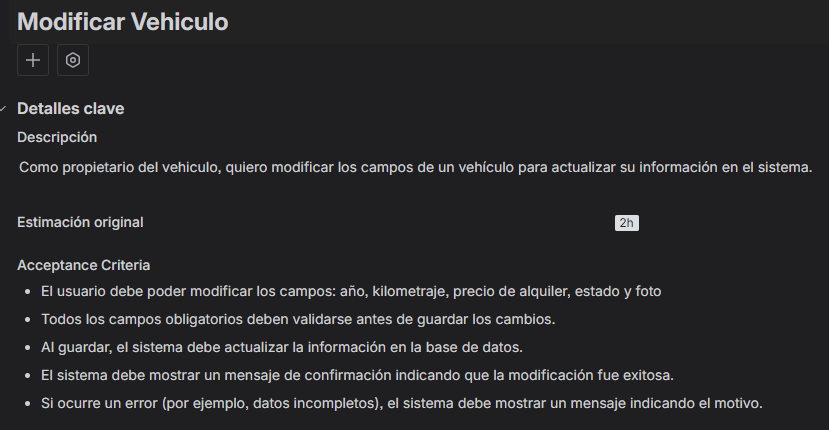 Modificar Vehiculo
Detalles clave
Descripción
Como propietario del vehiculo, quiero modificar los campos de un vehículo para actualizar su información en el sistema.
Estimación original
2h
Acceptance Criteria
El usuario debe poder modificar los campos: año, kilometraje, precio de alquiler, estado y foto
Todos los campos obligatorios deben validarse antes de guardar los cambios.
Al guardar, el sistema debe actualizar la información en la base de datos.
El sistema debe mostrar un mensaje de confirmación indicando que la modificación fue exitosa.
Si ocurre un error (por ejemplo, datos incompletos), el sistema debe mostrar un mensaje indicando el motivo.